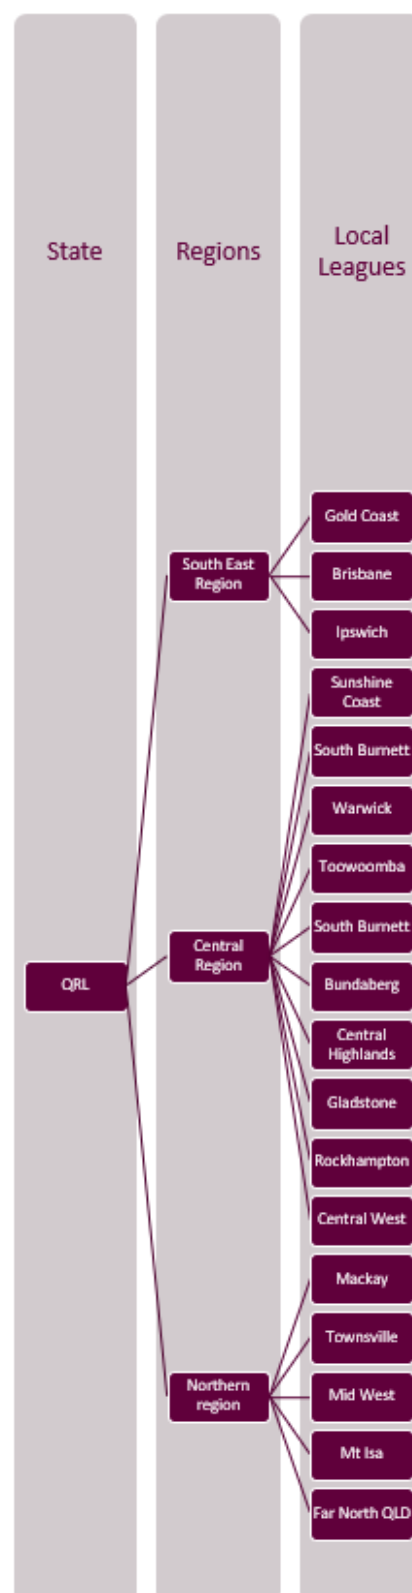 State
Regions
Local
Leagues
Gold Coast
South East
Region
Brisbane
Ipswich
Sunshine
Coast
South Burnett
Warwick
Toowoomba
South Burnett
Central
Region
QRL
Bundaberg
Central
Highlands
Gladstone
Rockhampton
Central West
Mackay
Townsville
Northern
region
Mid West
Mt Isa
Far North QLD